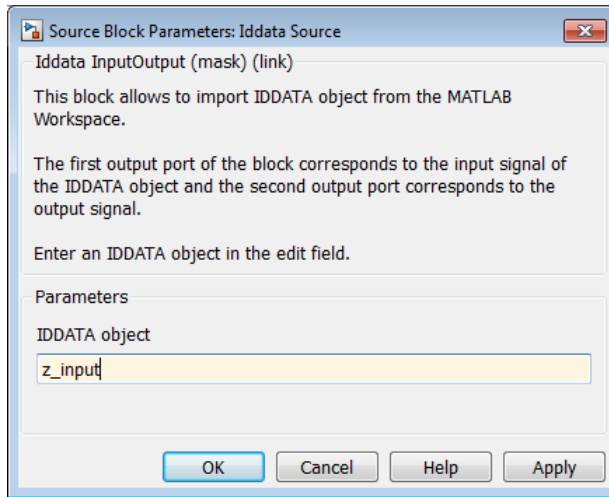 Source Block Parameters: Iddata Source
Iddata InputOutput (mask) (link)
This block allows to import IDDATA object from the MATLAB
Workspace.
The first output port of the block corresponds to the input signal of
the IDDATA object and the second output port corresponds to the
output signal.
Enter an IDDATA object in the edit field.
Parameters
IDDATA object
z_input
OK Cancel Help Apply